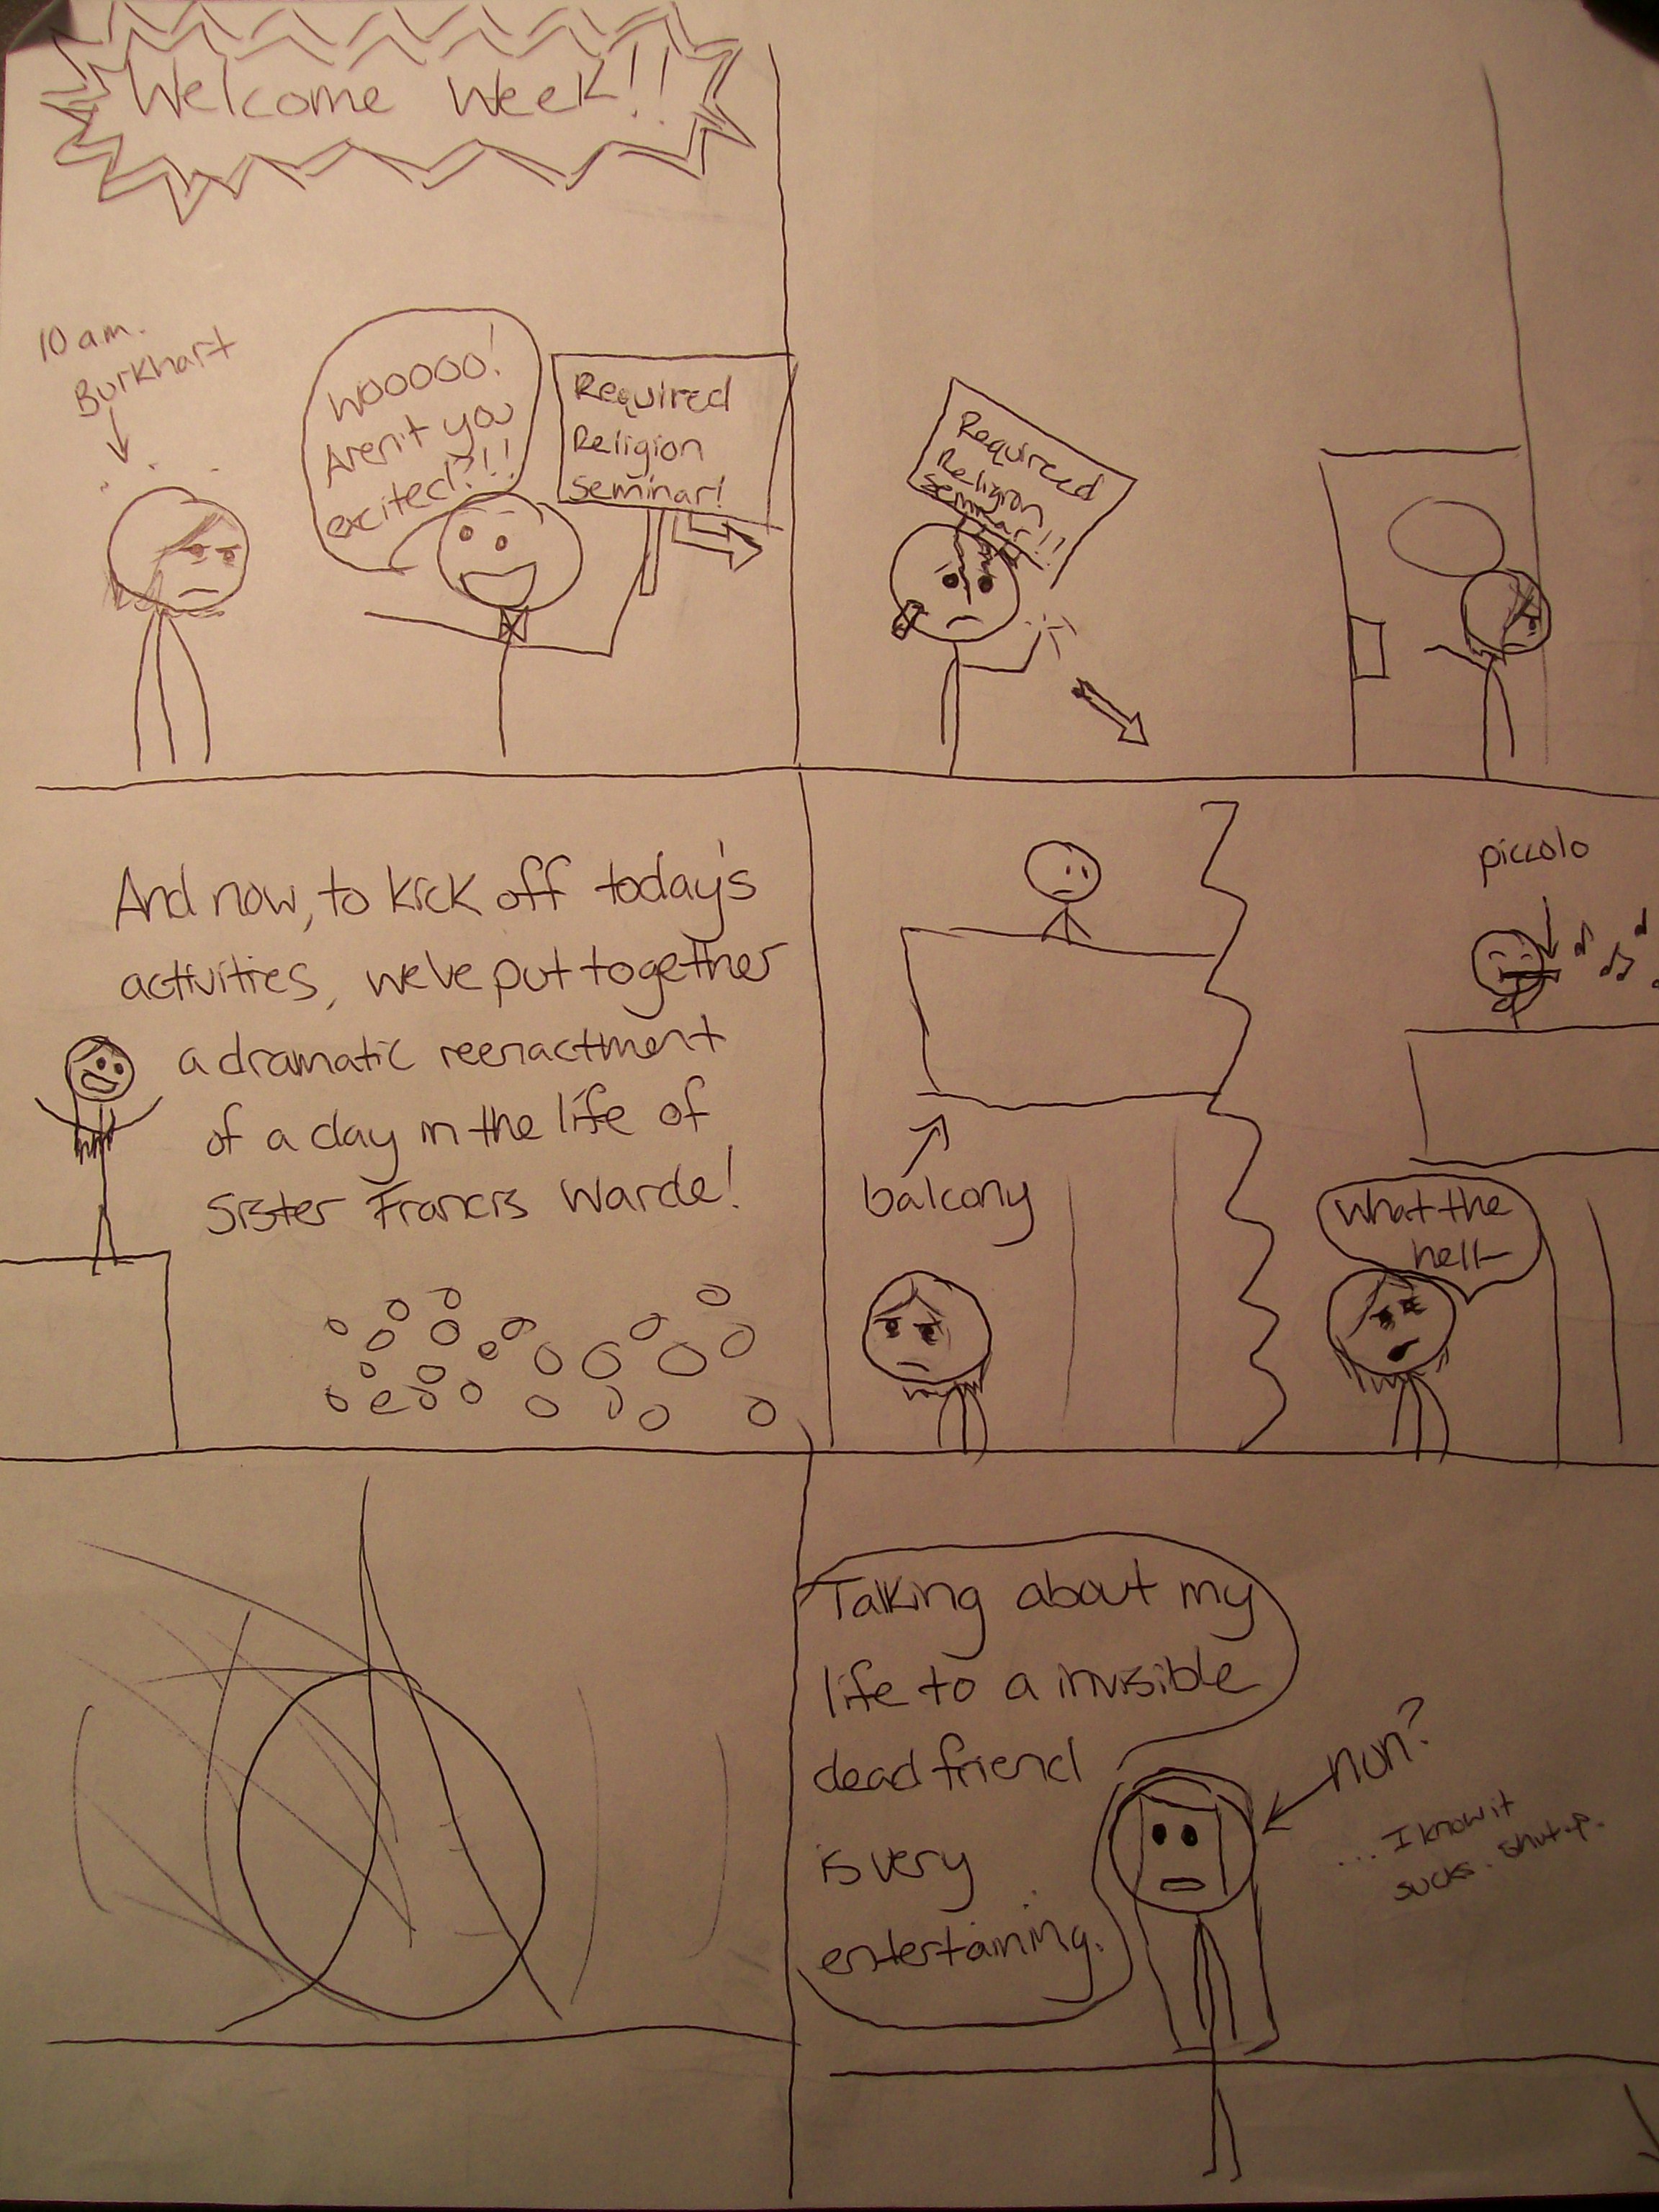 Welcome Week!!
10 a.m.
Burkhart
Wooooo!
Aren't you
excited?!!
Required
Religion
Seminar!
Required
Religion
Seminar!!
And now, to kick off today's
activities, we've put together
a dramatic reenactment
of a day in the life of
Sister Francis Warde!
balcony
piccolo
What the
hell-
Talking about my
life to a invisible
dead friend
is very
entertaining.
nun?
...I know it
sucks. shut up.